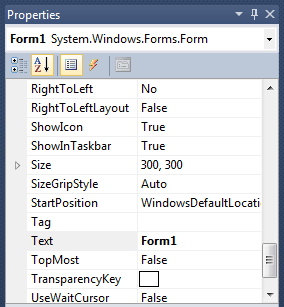 Properties
Form1 System.Windows.Forms.Form
RightToLeft No
RightToLeftLayout False
ShowIcon True
ShowInTaskbar True
Size 300, 300
SizeGripStyle Auto
StartPosition WindowsDefaultLocati
Tag
Text Form1
TopMost False
TransparencyKey
UseWaitCursor False